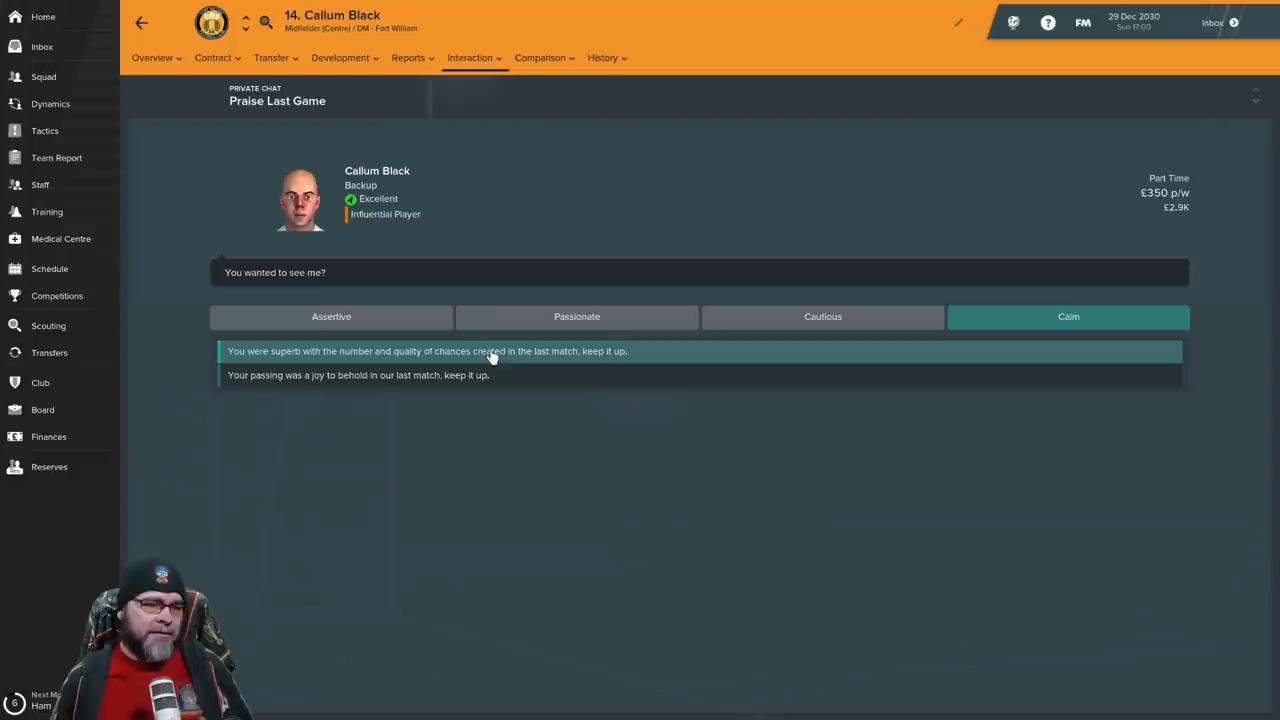 Home
Inbox
Squad
Dynamics
Tactics
Team Report
Staff
Training
Medical Centre
Schedule
Competitions
Scouting
Transfers
Club
Board
Finances
Reserves
6
Next Ma
Ham
14. Callum Black
Midfielder (Centre) / DM - Fort William
?
FM
29 Dec 2030
Sun 17:00
Inbox
Overview
Contract
Transfer
Development
Reports
Interaction
Comparison
History
PRIVATE CHAT
Praise Last Game
Callum Black
Backup
Excellent
Influential Player
Part Time
£350 p/w
£2.9K
You wanted to see me?
Assertive
Passionate
Cautious
Calm
You were superb with the number and quality of chances created in the last match, keep it up.
Your passing was a joy to behold in our last match, keep it up.